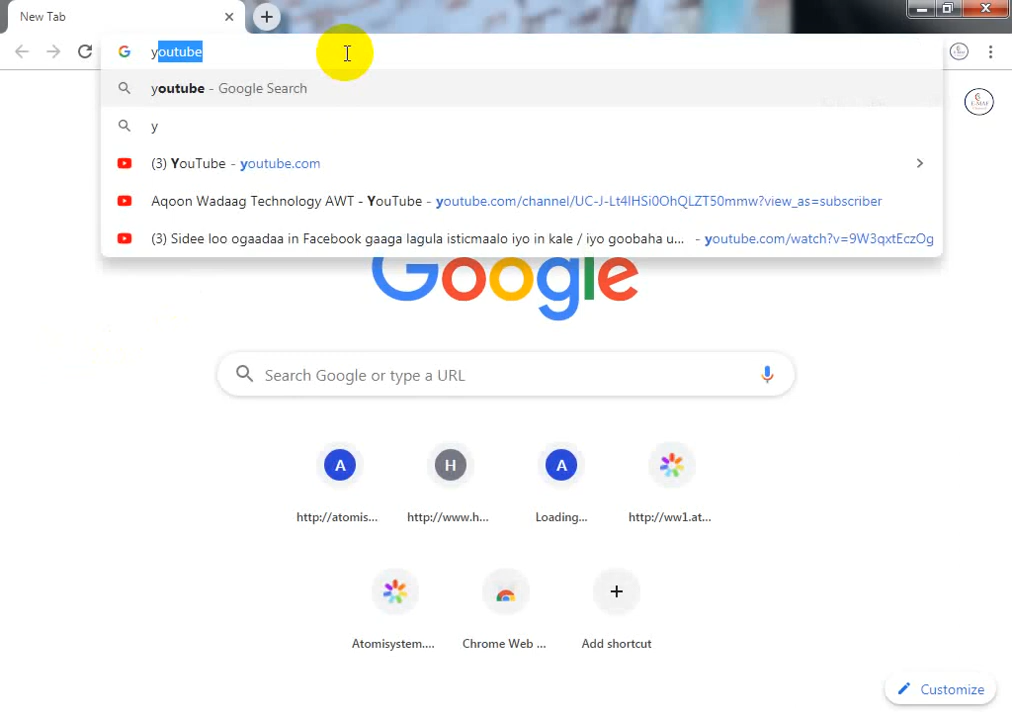 New Tab
youtube
youtube - Google Search
y
(3) YouTube - youtube.com
Aqoon Wadaag Technology AWT - YouTube - youtube.com/channel/UC-J-Lt4lHSi0OhQLZT50mmw?view_as=subscriber
(3) Sidee loo ogaadaa in Facebook gaaga lagula isticmaalo iyo in kale / iyo goobaha u... - youtube.com/watch?v=9W3qxtEczOg
Google
Search Google or type a URL
A H A
http://atomis... http://www.h... Loading... http://ww1.at...
Atomisystem.... Chrome Web ... Add shortcut
Customize